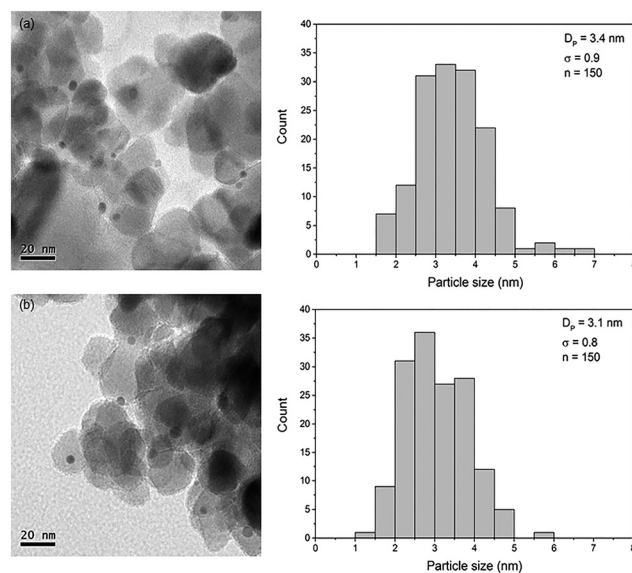 (a)
20 nm
40
35
30
25
20
15
10
5
0
Count
0 1 2 3 4 5 6 7 8
Particle size (nm)
D_P = 3.4 nm
σ = 0.9
n = 150
(b)
20 nm
40
35
30
25
20
15
10
5
0
Count
0 1 2 3 4 5 6 7 8
Particle size (nm)
D_P = 3.1 nm
σ = 0.8
n = 150